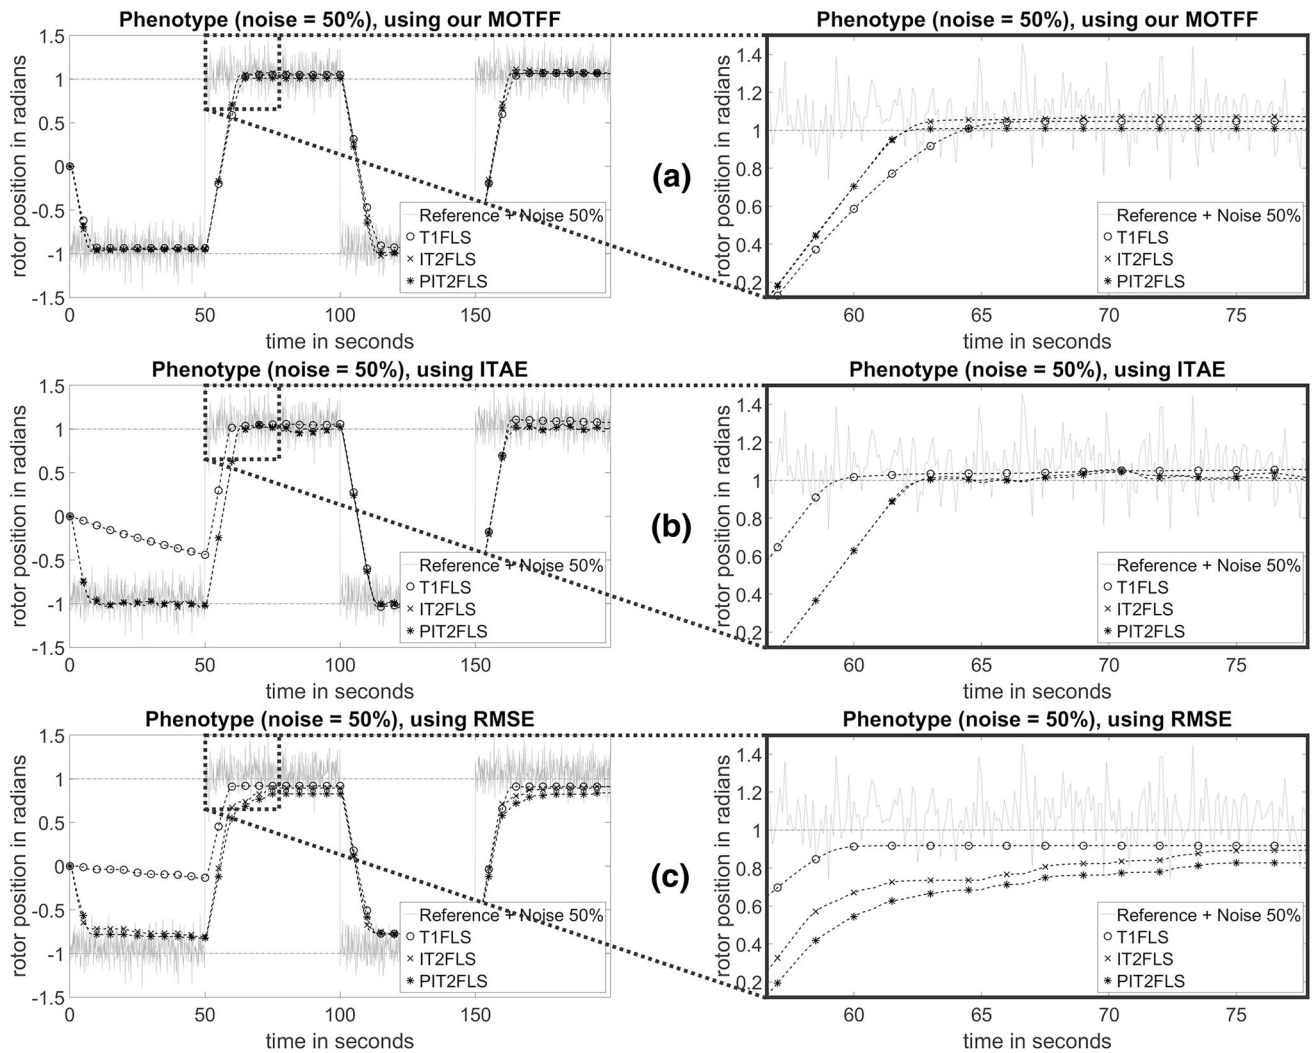 Phenotype (noise = 50%), using our MOTFF
rotor position in radians
1.5
1
0.5
0
-0.5
-1
-1.5
0
50
100
150
time in seconds
Reference + Noise 50%
T1FLS
IT2FLS
PIT2FLS
(a)
Phenotype (noise = 50%), using our MOTFF
rotor position in radians
1.4
1.2
1
0.8
0.6
0.4
0.2
60
65
70
75
time in seconds
Reference + Noise 50%
T1FLS
IT2FLS
PIT2FLS
Phenotype (noise = 50%), using ITAE
rotor position in radians
1.5
1
0.5
0
-0.5
-1
-1.5
0
50
100
150
time in seconds
Reference + Noise 50%
T1FLS
IT2FLS
PIT2FLS
(b)
Phenotype (noise = 50%), using ITAE
rotor position in radians
1.4
1.2
1
0.8
0.6
0.4
0.2
60
65
70
75
time in seconds
Reference + Noise 50%
T1FLS
IT2FLS
PIT2FLS
Phenotype (noise = 50%), using RMSE
rotor position in radians
1.5
1
0.5
0
-0.5
-1
-1.5
0
50
100
150
time in seconds
Reference + Noise 50%
T1FLS
IT2FLS
PIT2FLS
(c)
Phenotype (noise = 50%), using RMSE
rotor position in radians
1.4
1.2
1
0.8
0.6
0.4
0.2
60
65
70
75
time in seconds
Reference + Noise 50%
T1FLS
IT2FLS
PIT2FLS